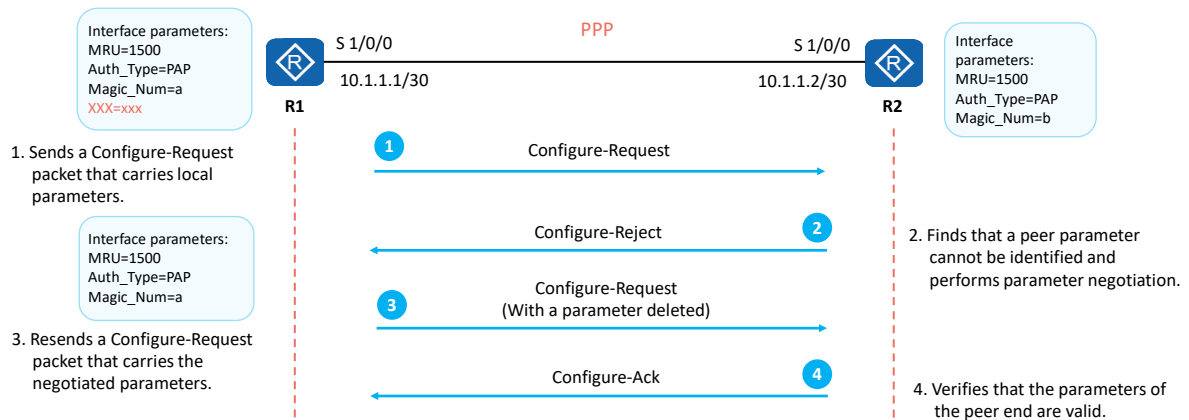 Interface parameters:
MRU=1500
Auth_Type=PAP
Magic_Num=a
XXX=xxx
R
S 1/0/0
10.1.1.1/30
R1
PPP
S 1/0/0
10.1.1.2/30
R
R2
Interface
parameters:
MRU=1500
Auth_Type=PAP
Magic_Num=b
1. Sends a Configure-Request
packet that carries local
parameters.
1
Configure-Request
Configure-Reject
2
2. Finds that a peer parameter
cannot be identified and
performs parameter negotiation.
Interface parameters:
MRU=1500
Auth_Type=PAP
Magic_Num=a
3. Resends a Configure-Request
packet that carries the
negotiated parameters.
3
Configure-Request
(With a parameter deleted)
Configure-Ack
4
4. Verifies that the parameters of
the peer end are valid.